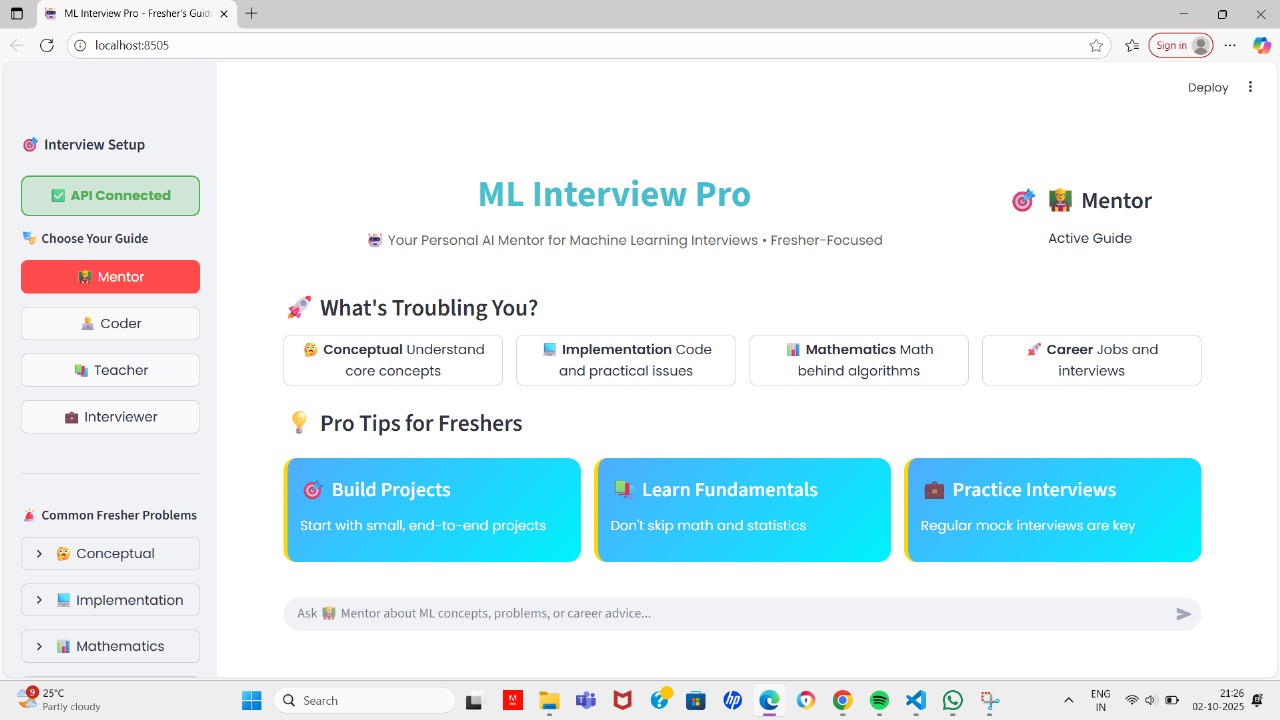 ML Interview Pro - Fresher's Guid
localhost:8505
Sign in
Deploy
Interview Setup
API Connected
Choose Your Guide
Mentor
Coder
Teacher
Interviewer
Common Fresher Problems
Conceptual
Implementation
Mathematics
ML Interview Pro
Your Personal AI Mentor for Machine Learning Interviews • Fresher-Focused
Mentor
Active Guide
What's Troubling You?
Conceptual Understand
core concepts
Implementation Code
and practical issues
Mathematics Math
behind algorithms
Career Jobs and
interviews
Pro Tips for Freshers
Build Projects
Start with small, end-to-end projects
Learn Fundamentals
Don't skip math and statistics
Practice Interviews
Regular mock interviews are key
Ask Mentor about ML concepts, problems, or career advice...
9
25°C
Partly cloudy
Search
hp
ENG
IN
21:26
02-10-2025